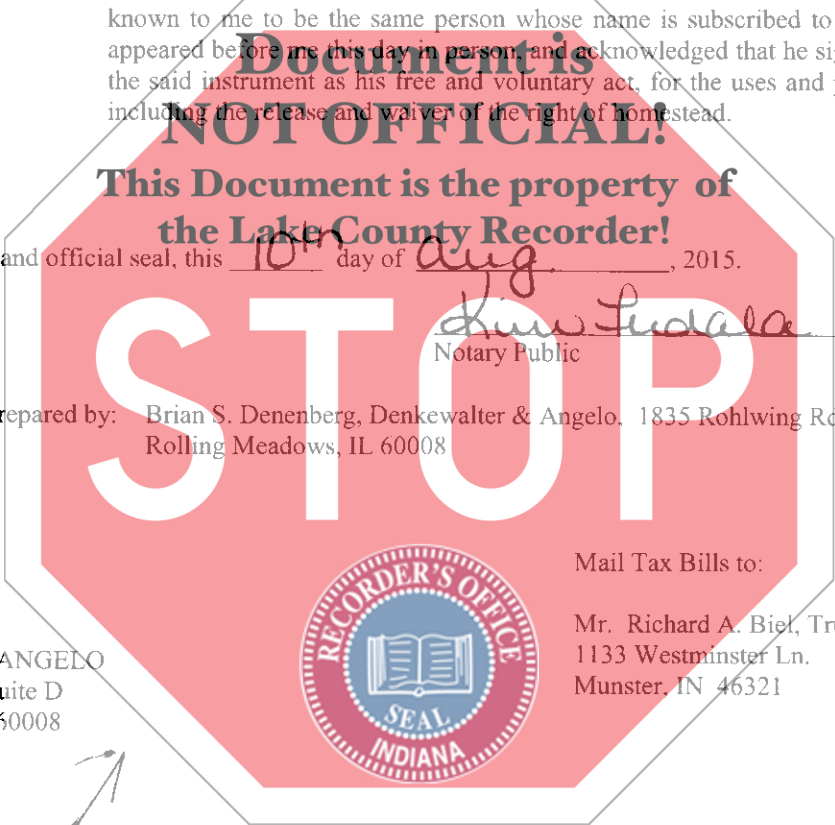 known to me to be the same person whose name is subscribed to
appeared before me this day in person, and acknowledged that he sig
the said instrument as his free and voluntary act, for the uses and p
including the release and waiver of the right of homestead.
Document is
NOT OFFICIAL!
This Document is the property of
the Lake County Recorder!
and official seal, this 10th day of Aug. , 2015.
Notary Public
STOP
repared by: Brian S. Denenberg, Denkewalter & Angelo, 1835 Rohlwing Ro
Rolling Meadows, IL 60008
Mail Tax Bills to:
Mr. Richard A. Biel, Tru
1133 Westminster Ln.
Munster, IN 46321
ANGELO
uite D
60008
RECORDER'S OFFICE
SEAL
INDIANA